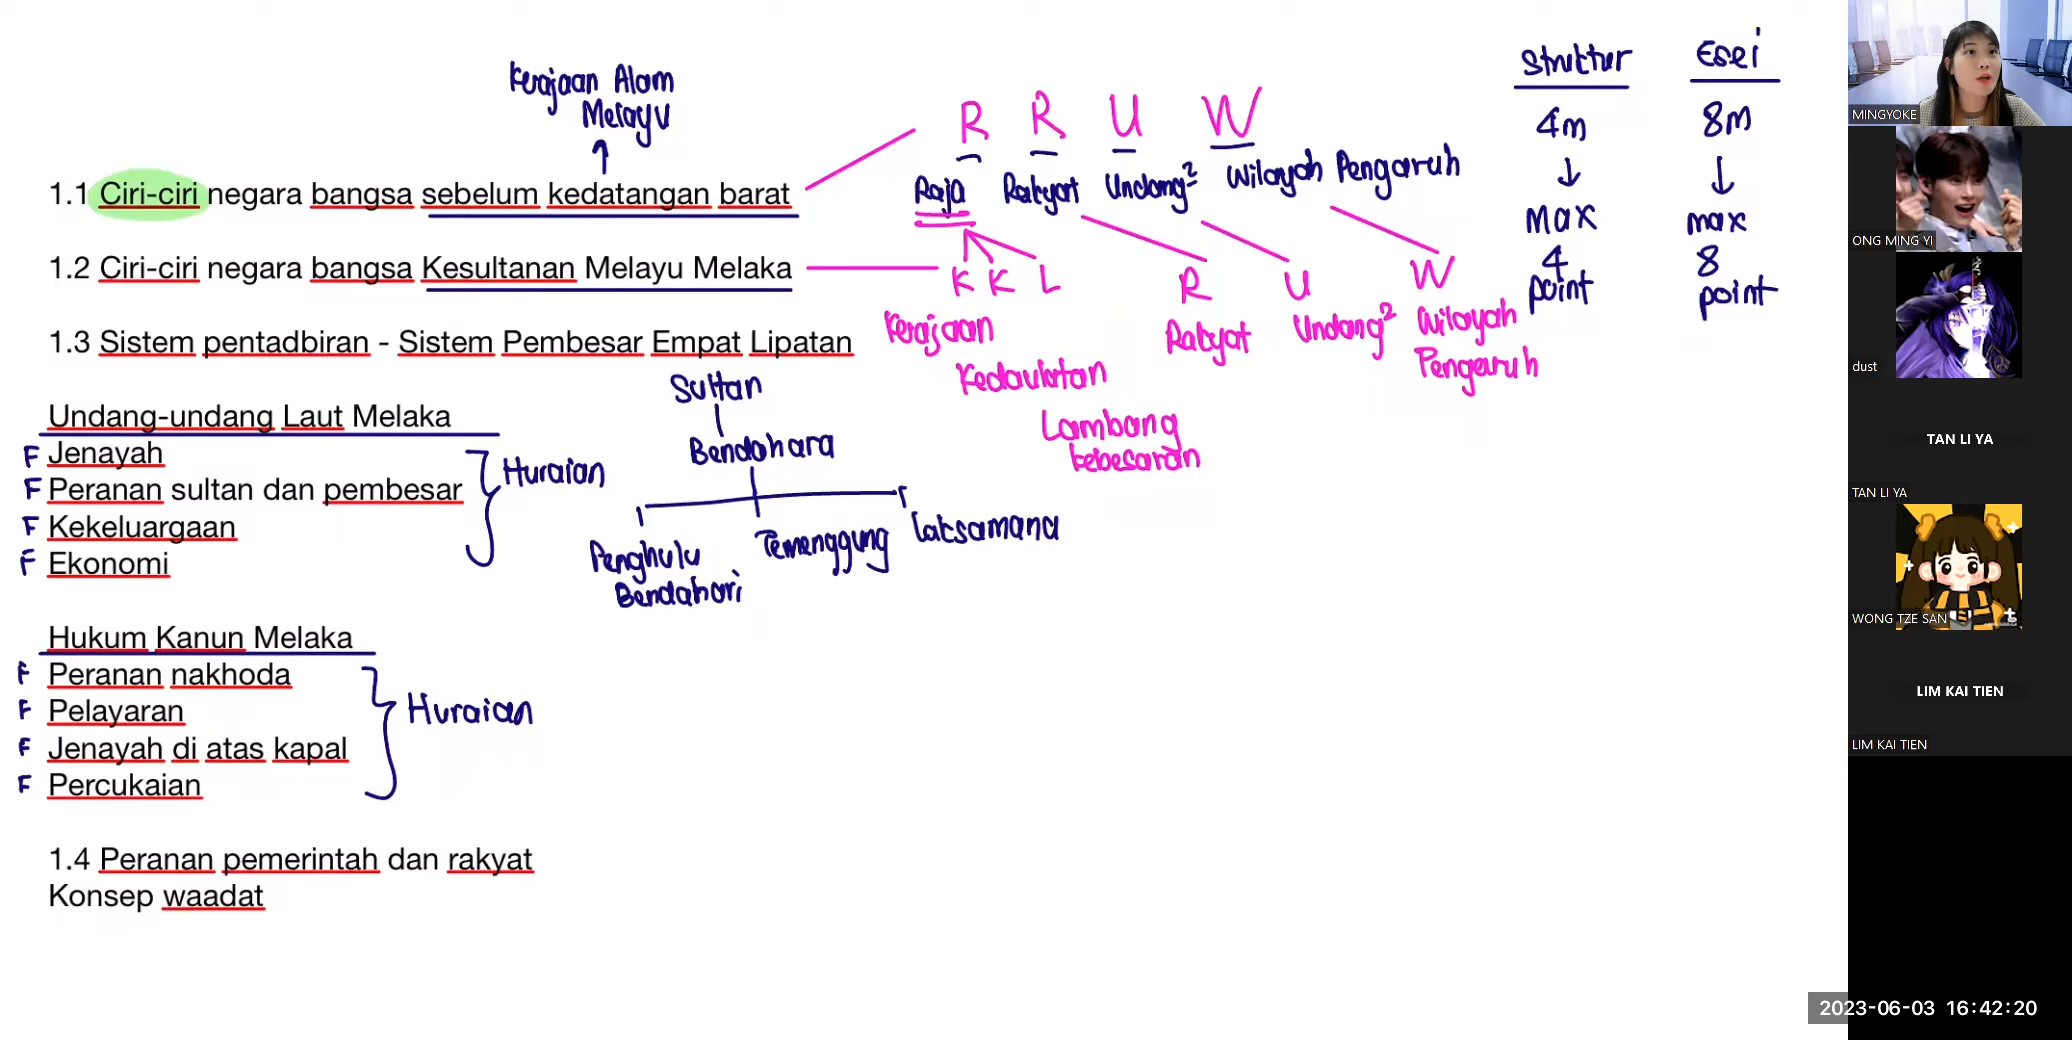 Kerajaan Alam
Melayu
1.1 Ciri-ciri negara bangsa sebelum kedatangan barat
1.2 Ciri-ciri negara bangsa Kesultanan Melayu Melaka
1.3 Sistem pentadbiran - Sistem Pembesar Empat Lipatan
Undang-undang Laut Melaka
F Jenayah
F Peranan sultan dan pembesar
F Kekeluargaan
F Ekonomi
Huraian
Hukum Kanun Melaka
F Peranan nakhoda
F Pelayaran
F Jenayah di atas kapal
F Percukaian
Huraian
1.4 Peranan pemerintah dan rakyat
Konsep waadat
Sultan
Bendahara
Penghulu
Bendahari
Temenggung
Laksamana
R R U W
Raja Rakyat Undang² Wilayah Pengaruh
K K L R U W
Kerajaan
Kedaulatan
Lambang
kebesaran
Rakyat
Undang²
Wilayah
Pengaruh
Struktur
4m
↓
max
4
point
Esei
8m
↓
max
8
point
MINGYOKE
ONG MING YI
dust
TAN LI YA
TAN LI YA
WONG TZE SAN
LIM KAI TIEN
LIM KAI TIEN
2023-06-03 16:42:20